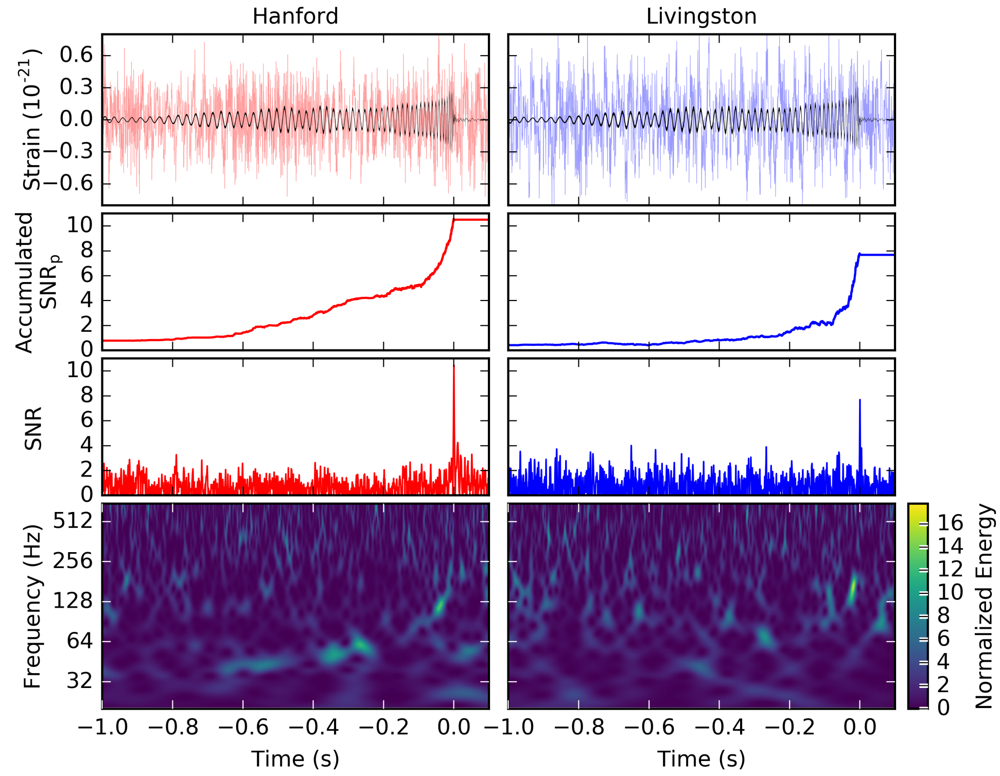 Hanford
Livingston
Strain (10⁻²¹)
0.6
0.3
0.0
−0.3
−0.6
Accumulated
SNRₚ
10
8
6
4
2
0
SNR
10
8
6
4
2
0
Frequency (Hz)
512
256
128
64
32
−1.0 −0.8 −0.6 −0.4 −0.2 0.0
−1.0 −0.8 −0.6 −0.4 −0.2 0.0
Time (s)
Time (s)
16
14
12
10
8
6
4
2
0
Normalized Energy